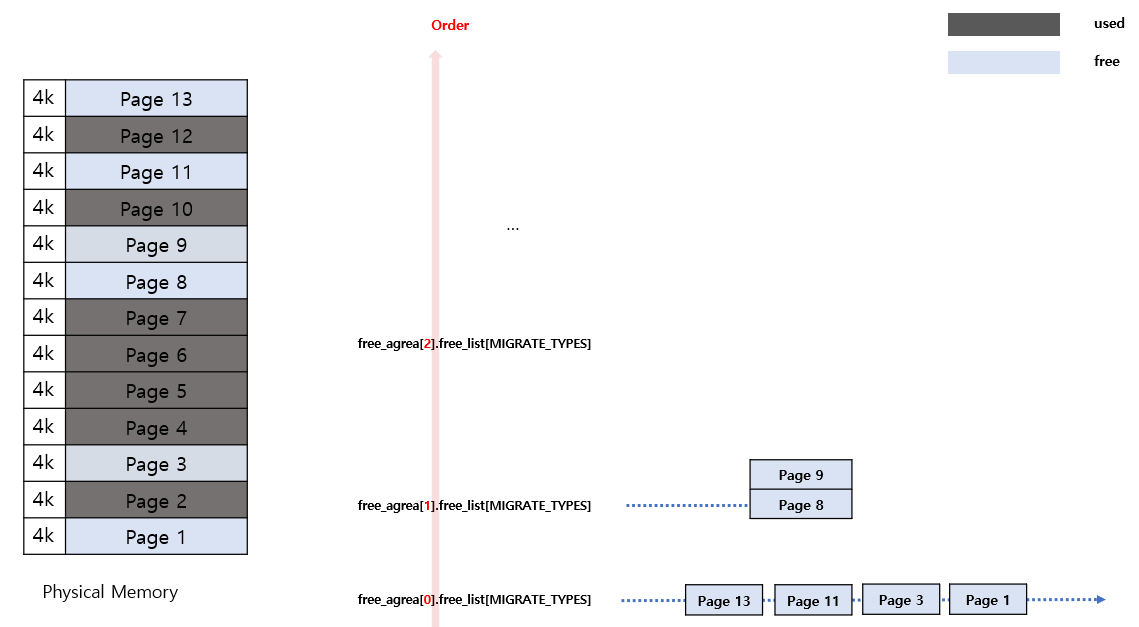 Order
used
free
4k Page 13
4k Page 12
4k Page 11
4k Page 10
4k Page 9
4k Page 8
4k Page 7
4k Page 6
4k Page 5
4k Page 4
4k Page 3
4k Page 2
4k Page 1
Physical Memory
...
free_agrea[2].free_list[MIGRATE_TYPES]
free_agrea[1].free_list[MIGRATE_TYPES]
Page 9
Page 8
free_agrea[0].free_list[MIGRATE_TYPES]
Page 13
Page 11
Page 3
Page 1